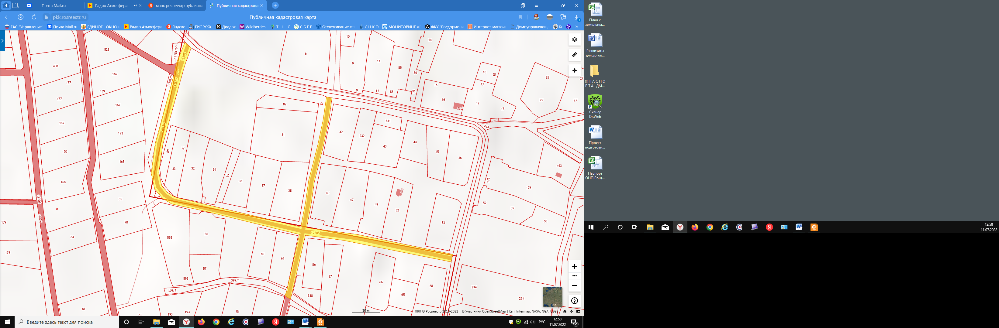 4
Почта Mail.ru
Радио Атмосфера –
мапс росреестр публична
Публичная кадастрова
pkk.rosreestr.ru
Публичная кадастровая карта
3
ГАС "Управление"
Почта Mail.ru
ЕДИНОЕ ОКНО
Радио Атмосфера
Яндекс
ГИС ЖКХ
Диадок
Wildberries
Т Н С
С Б Е Р
Отслеживание от
С Н К О
МОНИТОРИНГ
ФКУ "Росдормони
Интернет-магази
Домоуправляющ
»
528
408
177
177
182
170
168
169
169
167
173
165
85
70
84
81
179
175
12609
12637
73
193
193
51
13181/6
13181/5
12885
12885
12885
12885
88
33
33
32
34
35
36
37
38
31
82
6
10
9
9
11
11
85
85
86
86
14
16
16
239
18
18
17
17
17
25
25
27
27
243
42
232
231
43
44
45
46
40
47
49
456
52
53
176
176
463
59
59
60
595
595
56
57
399/1
399/1
60
61
86
87
538
66
65
68
234
234
30 м
ПКК © Росреестр 2010-2022 | © Участники OpenStreetMap | Esri, Intermap, NASA, NGA, USGS
Введите здесь текст для поиска
РУС
12:58
11.07.2022
2
План с
земельны...
Реквизиты
для догов...
!!! П А С П О
Р Т А ДМ...
Сканер
Dr.Web
Проект
подготови...
Паспорт
ОНП Рощ...
12:58
11.07.2022